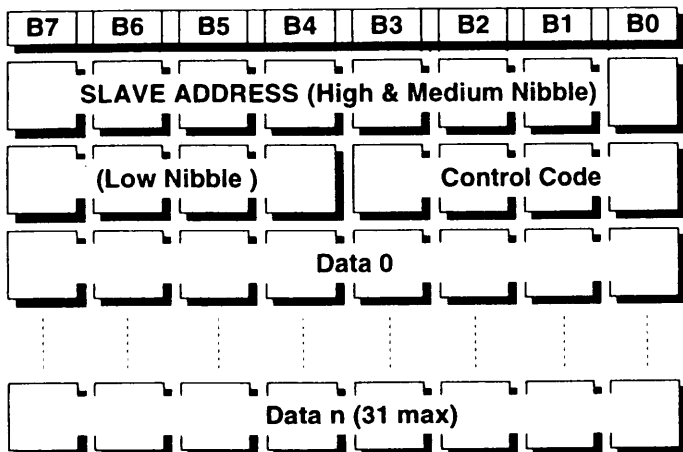 B7 B6 B5 B4 B3 B2 B1 B0
SLAVE ADDRESS (High & Medium Nibble)
(Low Nibble ) Control Code
Data 0
Data n (31 max)